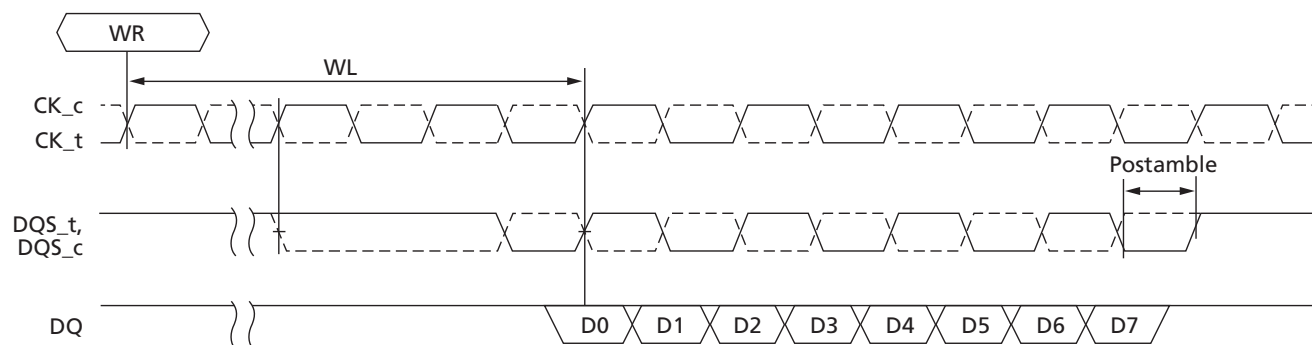 WR
WL
CK_c
CK_t
Postamble
DQS_t,
DQS_c
DQ
D0 D1 D2 D3 D4 D5 D6 D7